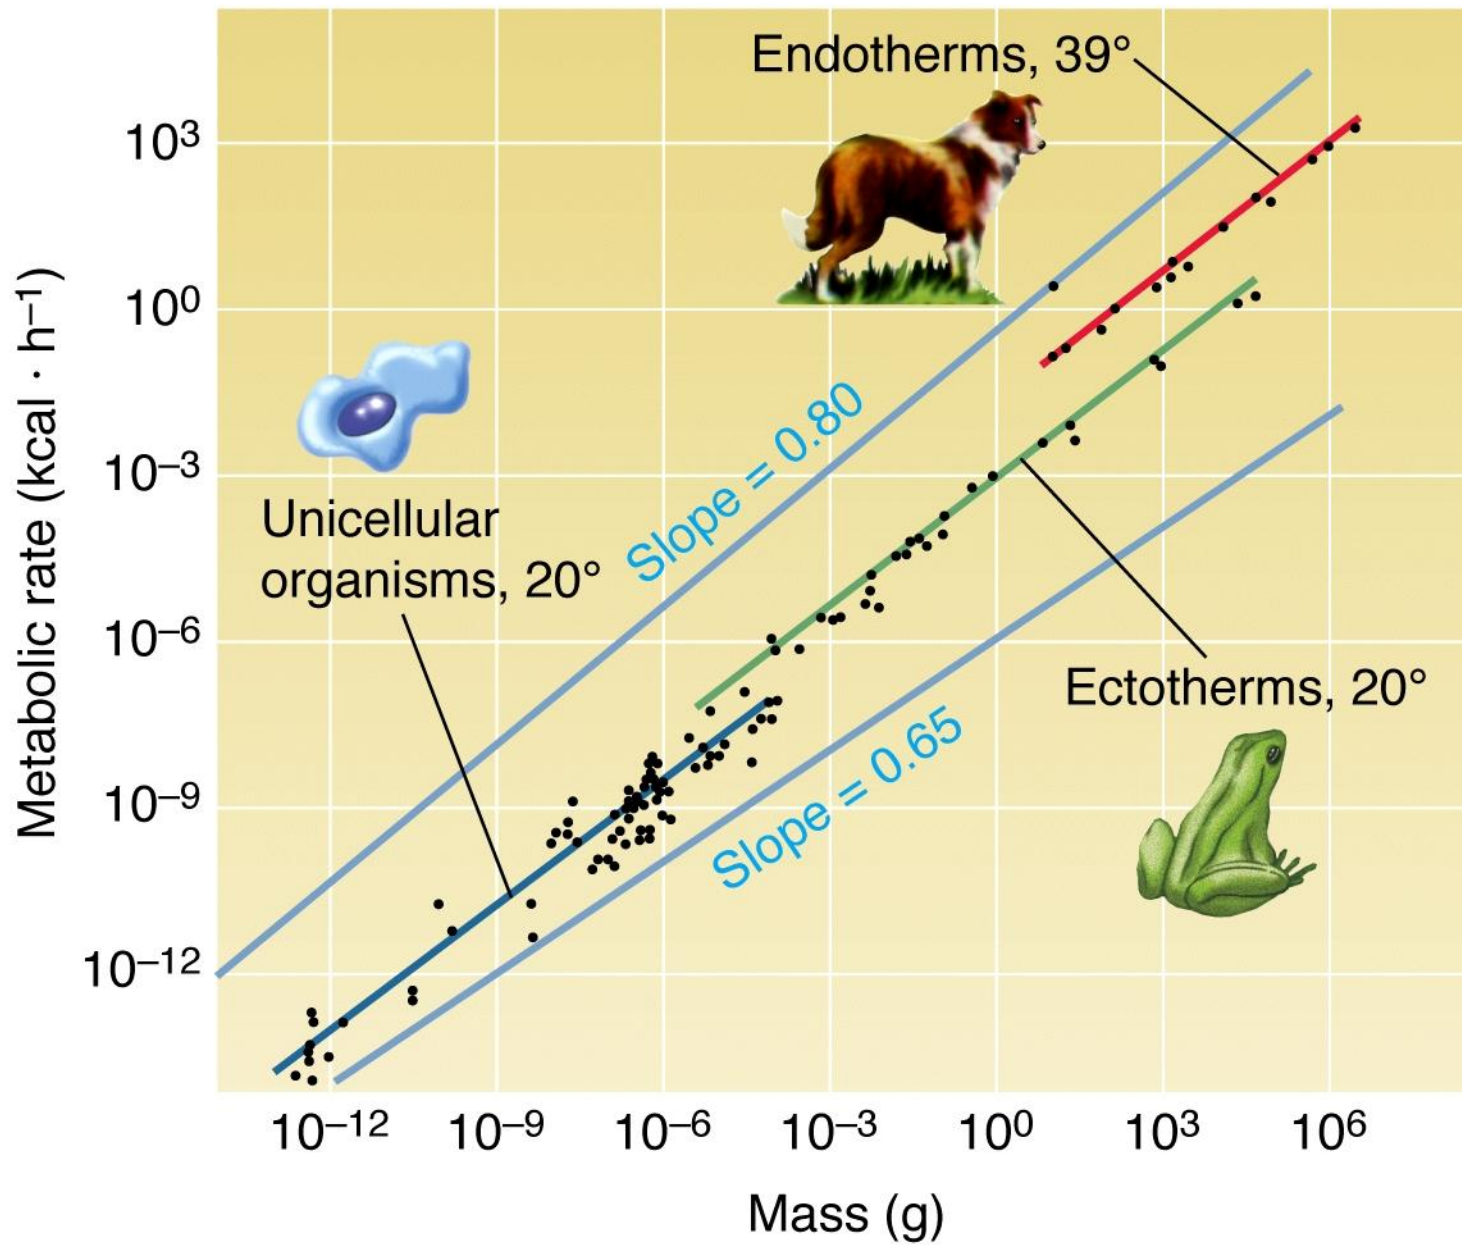 Endotherms, 39°
10³
10⁰
10⁻³
10⁻⁶
10⁻⁹
10⁻¹²
Metabolic rate (kcal · h⁻¹)
Unicellular
organisms, 20°
Slope = 0.80
Slope = 0.65
Ectotherms, 20°
10⁻¹² 10⁻⁹ 10⁻⁶ 10⁻³ 10⁰ 10³ 10⁶
Mass (g)